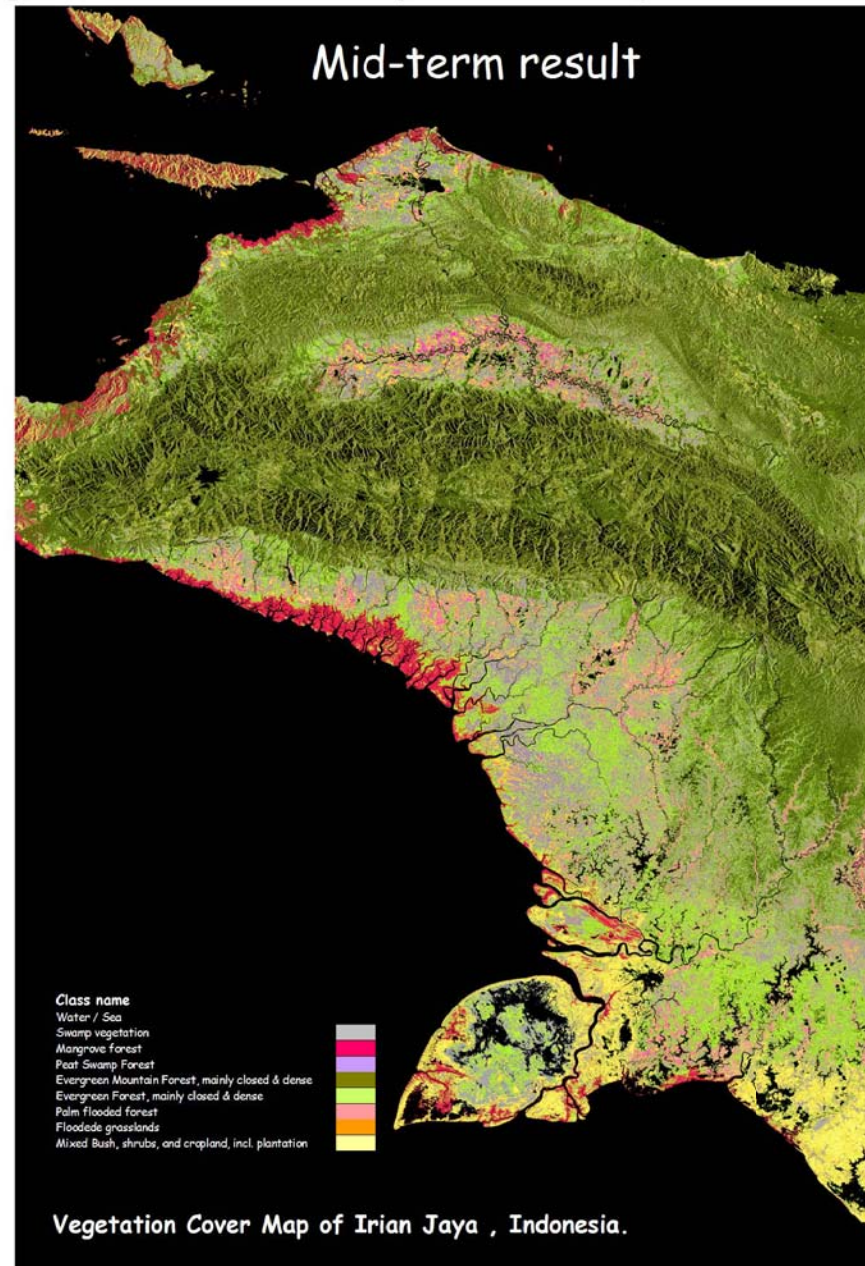 Mid-term result
Class name
Water / Sea
Swamp vegetation
Mangrove forest
Peat Swamp Forest
Evergreen Mountain Forest, mainly closed & dense
Evergreen Forest, mainly closed & dense
Palm flooded forest
Floodede grasslands
Mixed Bush, shrubs, and cropland, incl. plantation
Vegetation Cover Map of Irian Jaya , Indonesia.